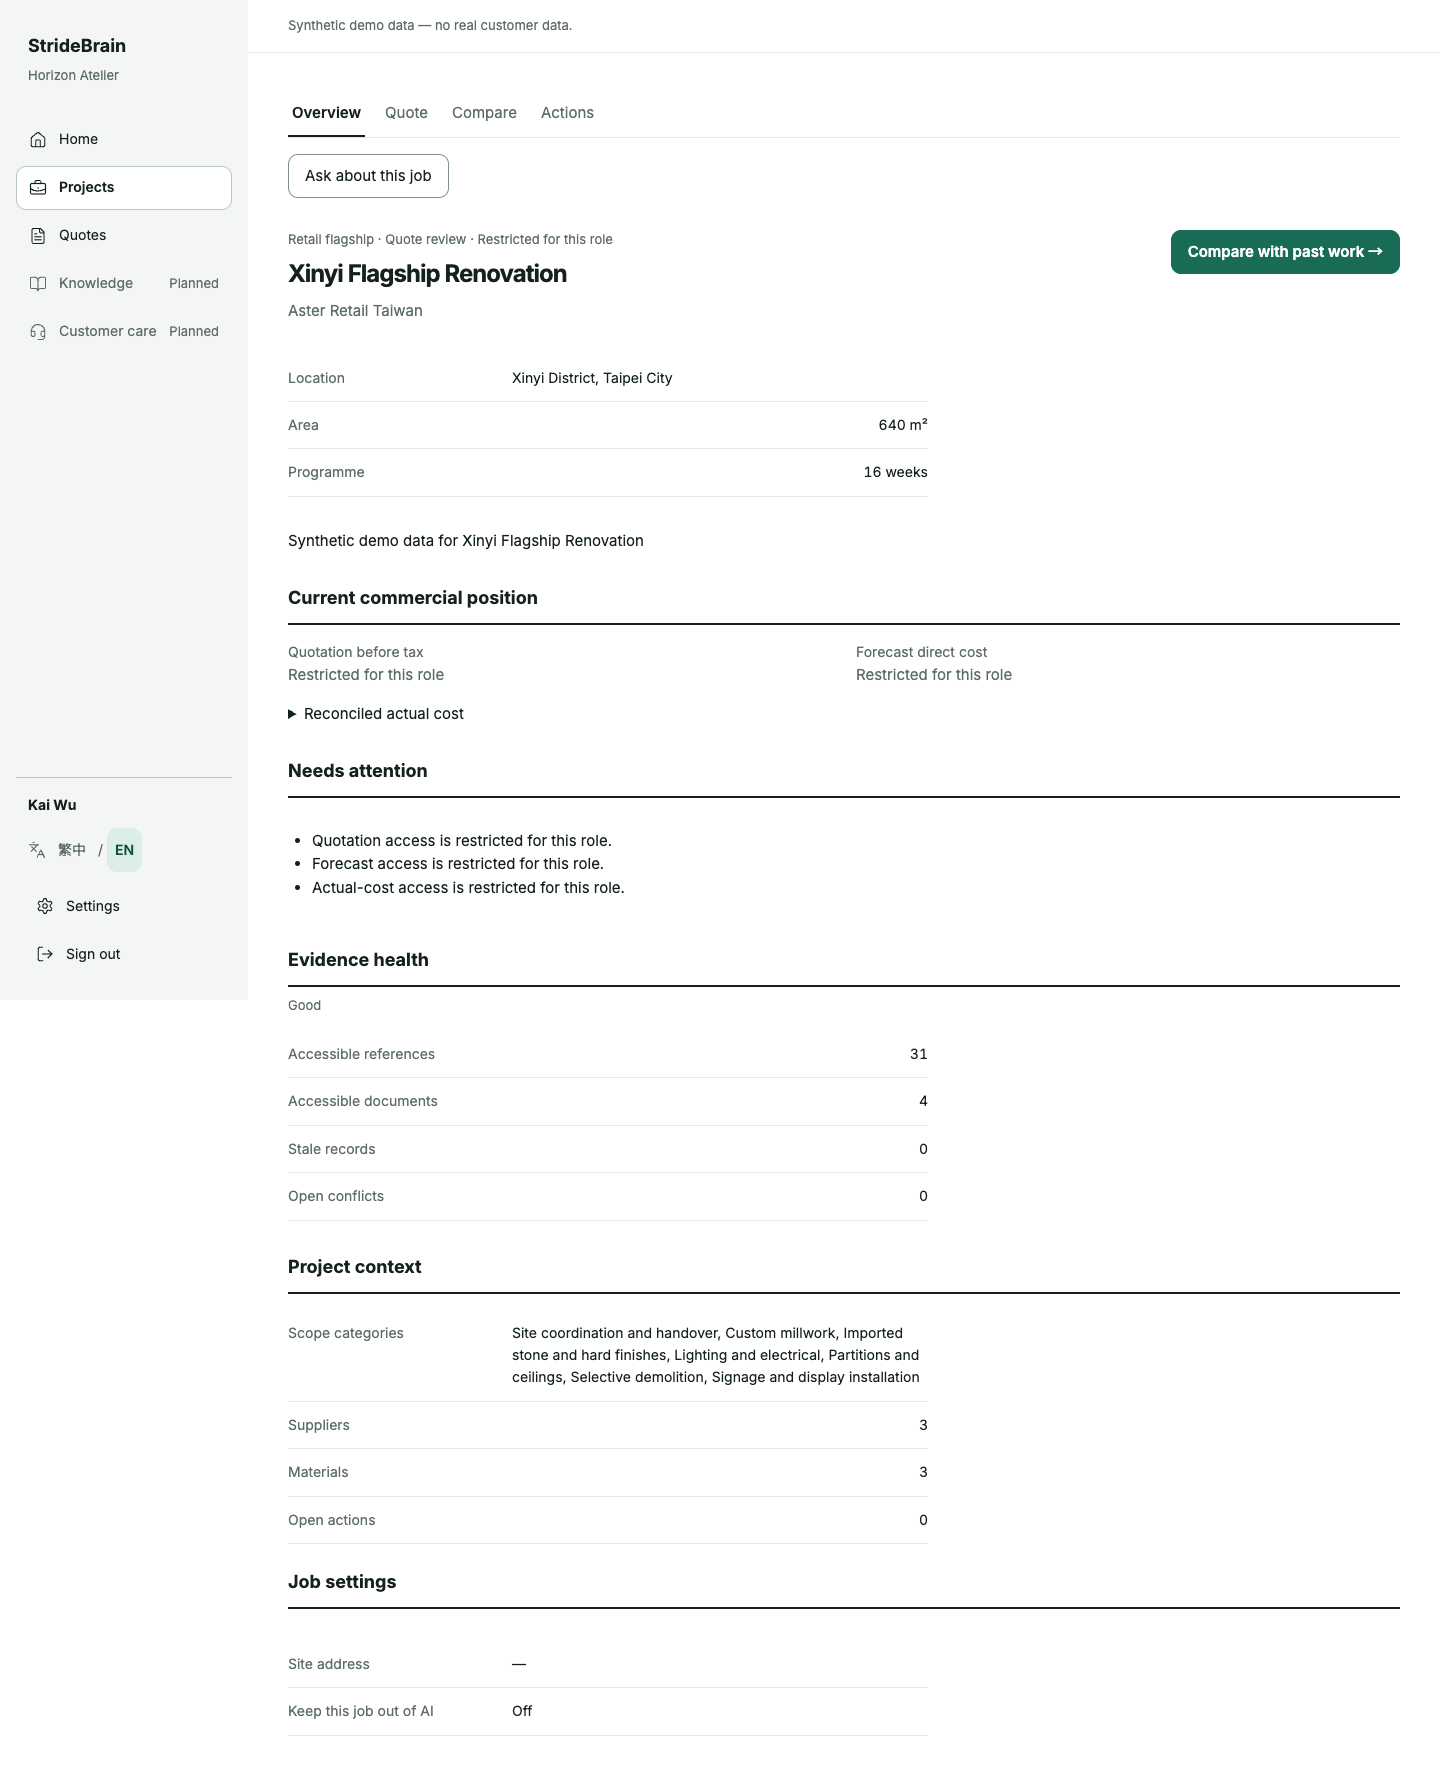 StrideBrain
Horizon Atelier
Home
Projects
Quotes
Knowledge Planned
Customer care Planned
Kai Wu
繁中 / EN
Settings
Sign out
Synthetic demo data — no real customer data.
Overview Quote Compare Actions
Ask about this job
Retail flagship · Quote review · Restricted for this role
Xinyi Flagship Renovation
Aster Retail Taiwan
Compare with past work →
Location Xinyi District, Taipei City
Area 640 m²
Programme 16 weeks
Synthetic demo data for Xinyi Flagship Renovation
Current commercial position
Quotation before tax Forecast direct cost
Restricted for this role Restricted for this role
▶ Reconciled actual cost
Needs attention
• Quotation access is restricted for this role.
• Forecast access is restricted for this role.
• Actual-cost access is restricted for this role.
Evidence health
Good
Accessible references 31
Accessible documents 4
Stale records 0
Open conflicts 0
Project context
Scope categories Site coordination and handover, Custom millwork, Imported
stone and hard finishes, Lighting and electrical, Partitions and
ceilings, Selective demolition, Signage and display installation
Suppliers 3
Materials 3
Open actions 0
Job settings
Site address —
Keep this job out of AI Off